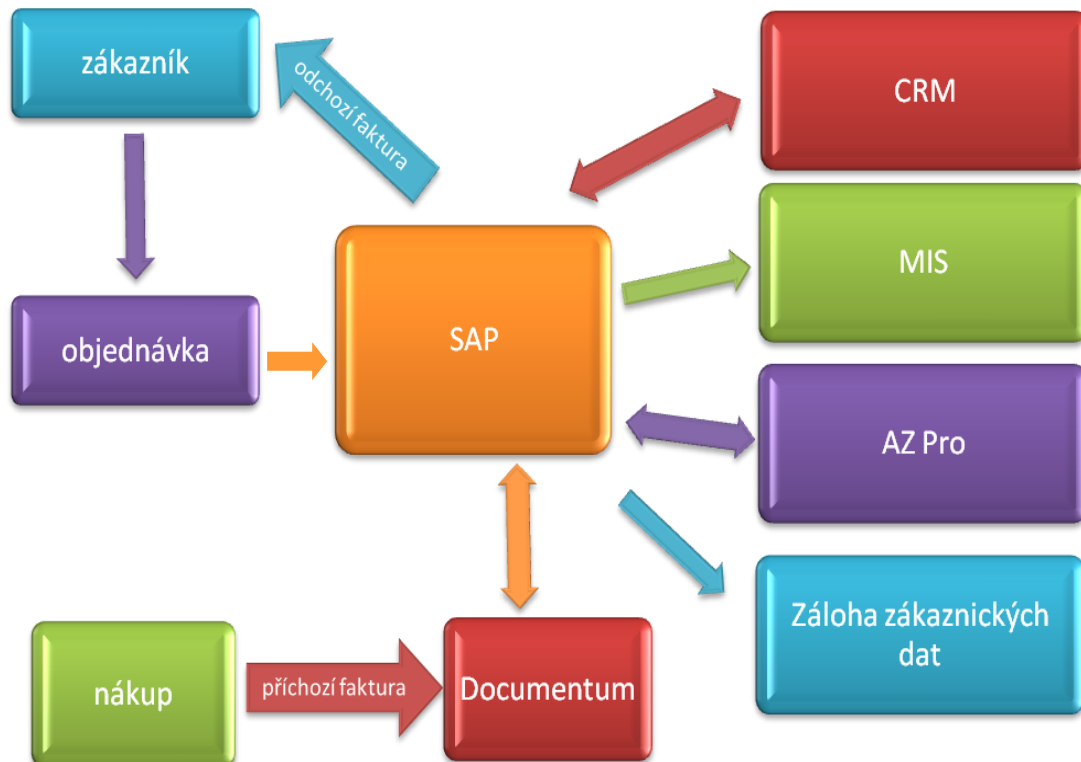 zákazník
odchozí faktura
CRM
MIS
SAP
objednávka
AZ Pro
Záloha zákaznických
dat
nákup
příchozí faktura
Documentum